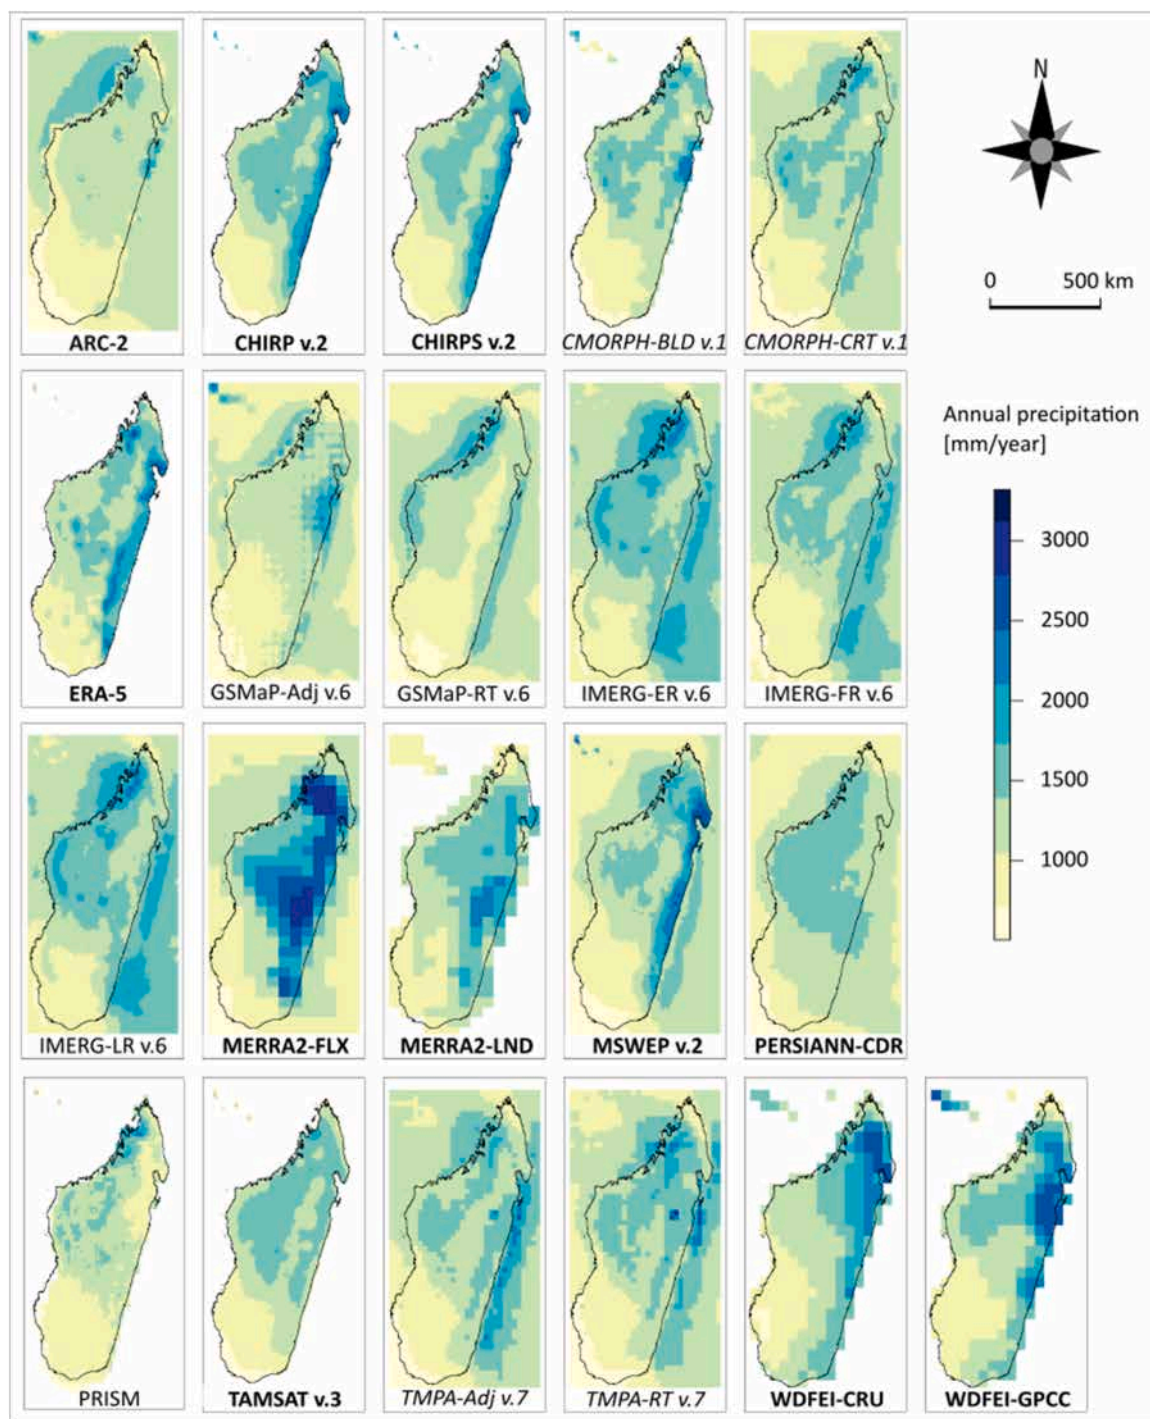 ARC-2
CHIRP v.2
CHIRPS v.2
CMORPH-BLD v.1
CMORPH-CRT v.1
N
0 500 km
ERA-5
GSMaP-Adj v.6
GSMaP-RT v.6
IMERG-ER v.6
IMERG-FR v.6
Annual precipitation
[mm/year]
3000
2500
2000
1500
1000
IMERG-LR v.6
MERRA2-FLX
MERRA2-LND
MSWEP v.2
PERSIANN-CDR
PRISM
TAMSAT v.3
TMPA-Adj v.7
TMPA-RT v.7
WDFEI-CRU
WDFEI-GPCC